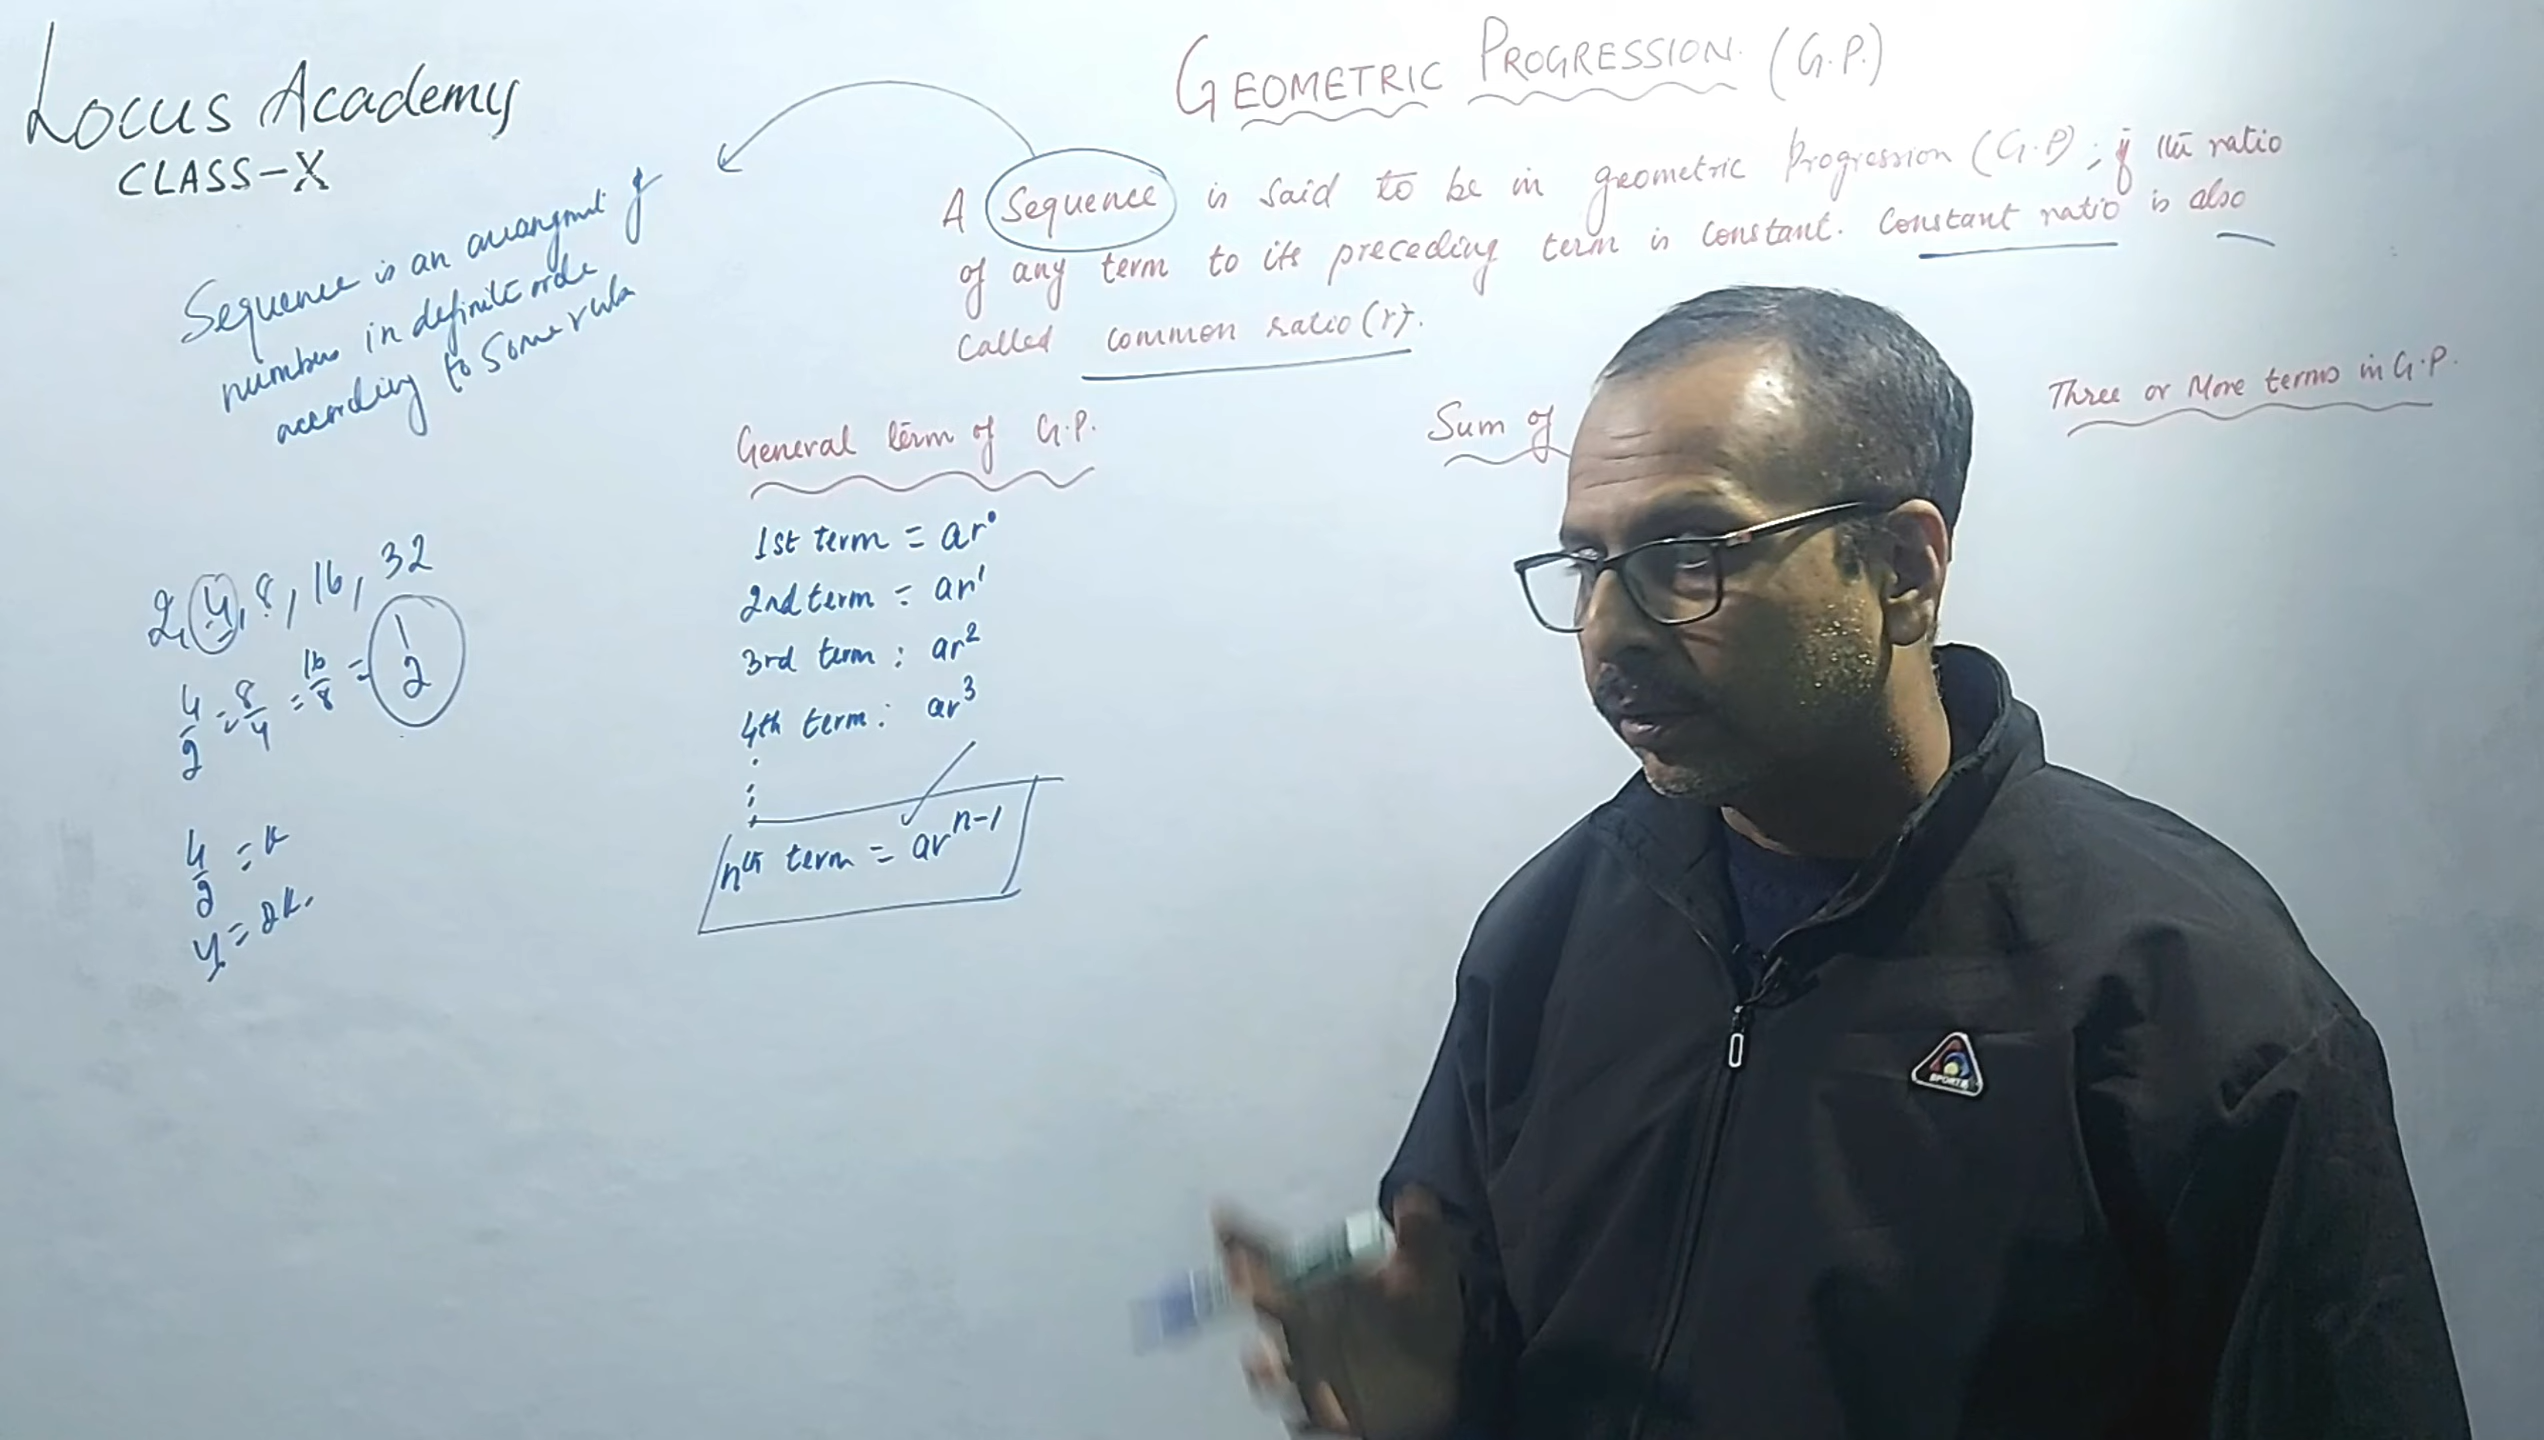 Locus Academy
CLASS-X
GEOMETRIC PROGRESSION. (G.P.)
A Sequence is said to be in geometric Progression (G.P); if the ratio
of any term to its preceding term is constant. Constant ratio is also
called common ratio (r).
Sequence is an arrangment of
numbers in definite order
according to Some rule
General term of G.P.
Sum of
Three or More terms in G.P.
2, 4, 8, 16, 32
4/2 = 8/4 = 16/8 =
2
1st term = ar⁰
2nd term = ar¹
3rd term : ar²
4th term : ar³
nth term = arⁿ⁻¹
4/2 = k
= 2k.
SPORTS